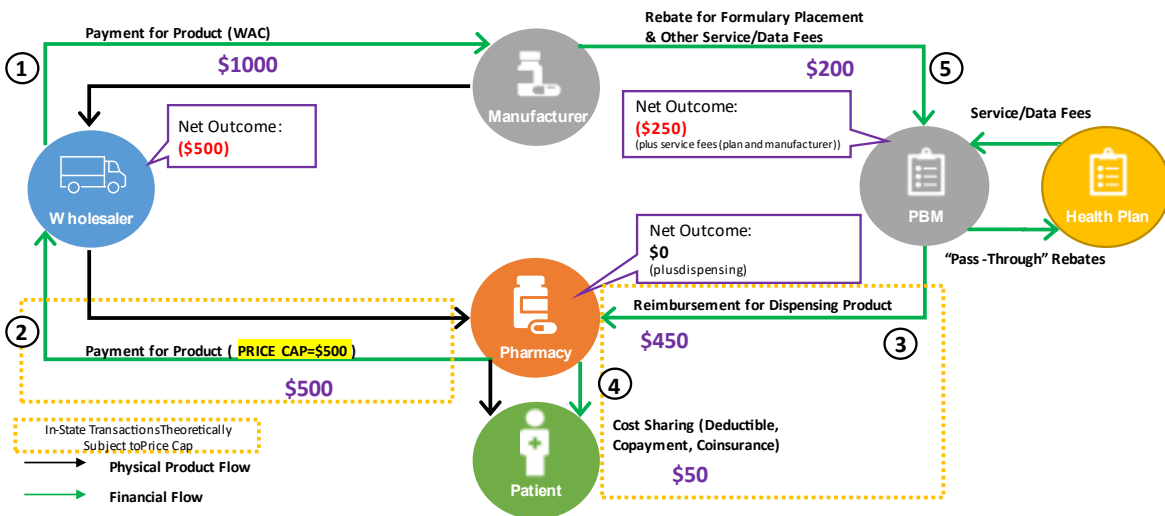 Payment for Product (WAC)
$1000
1
Rebate for Formulary Placement
& Other Service/Data Fees
$200
5
Manufacturer
Net Outcome:
($500)
Wholesaler
Net Outcome:
($250)
(plus service fees (plan and manufacturer))
Service/Data Fees
PBM
Health Plan
"Pass -Through" Rebates
Net Outcome:
$0
(plusdispensing)
2
Payment for Product ( PRICE CAP=$500 )
$500
Pharmacy
Reimbursement for Dispensing Product
$450
3
4
Cost Sharing (Deductible,
Copayment, Coinsurance)
$50
Patient
In-State TransactionsTheoretically
Subject toPrice Cap
Physical Product Flow
Financial Flow